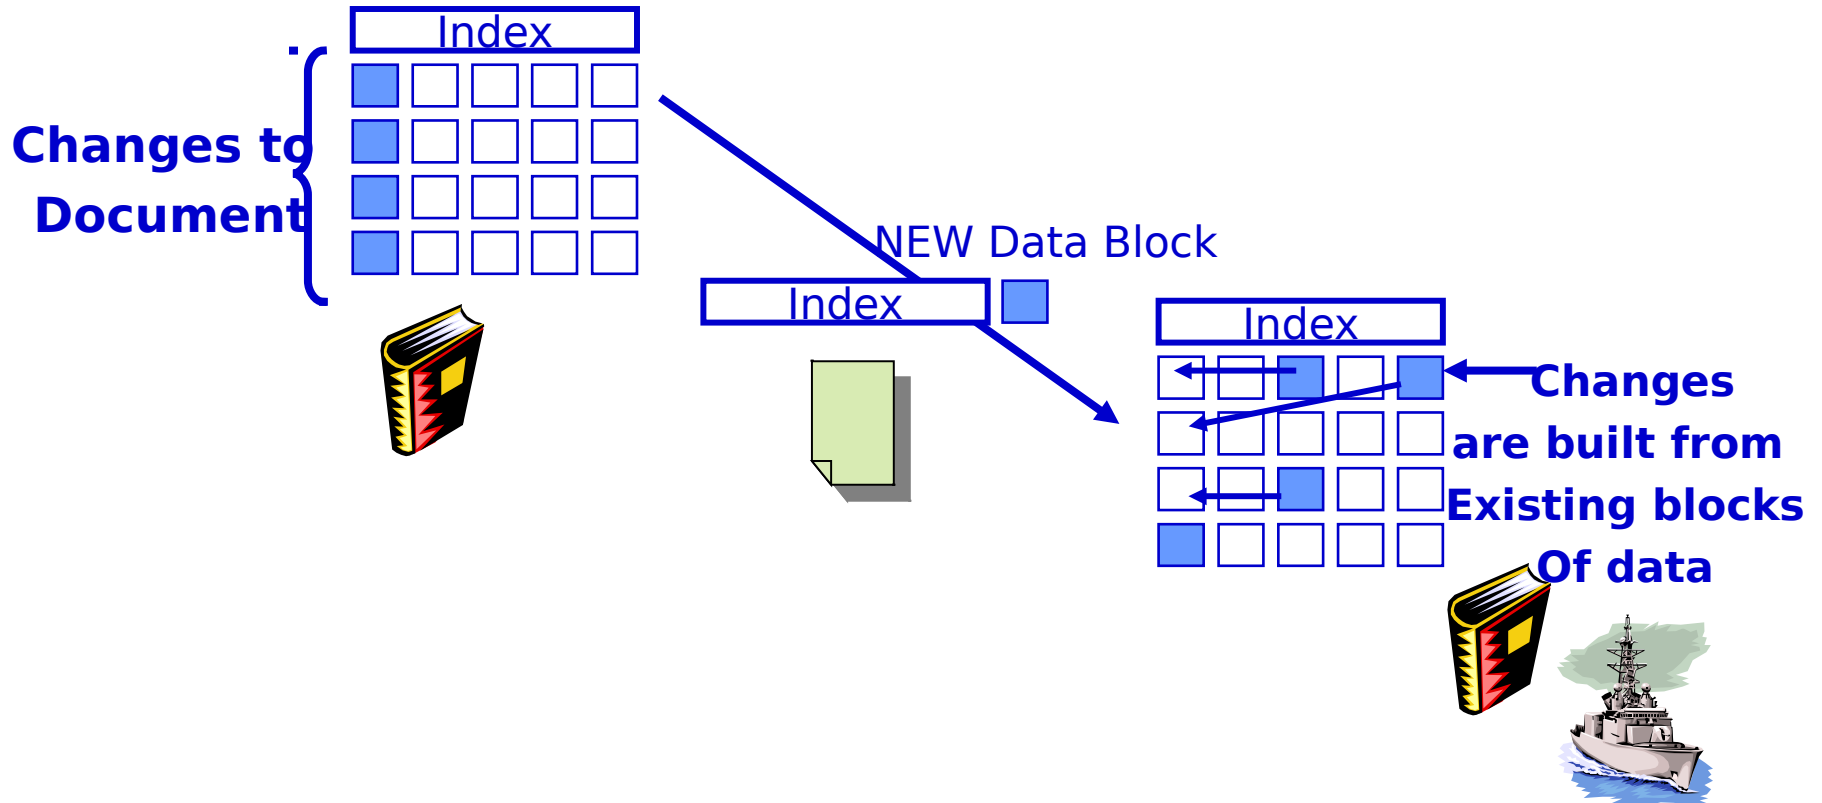 Index
Changes to
Document
NEW Data Block
Index
Index
Changes
are built from
Existing blocks
Of data